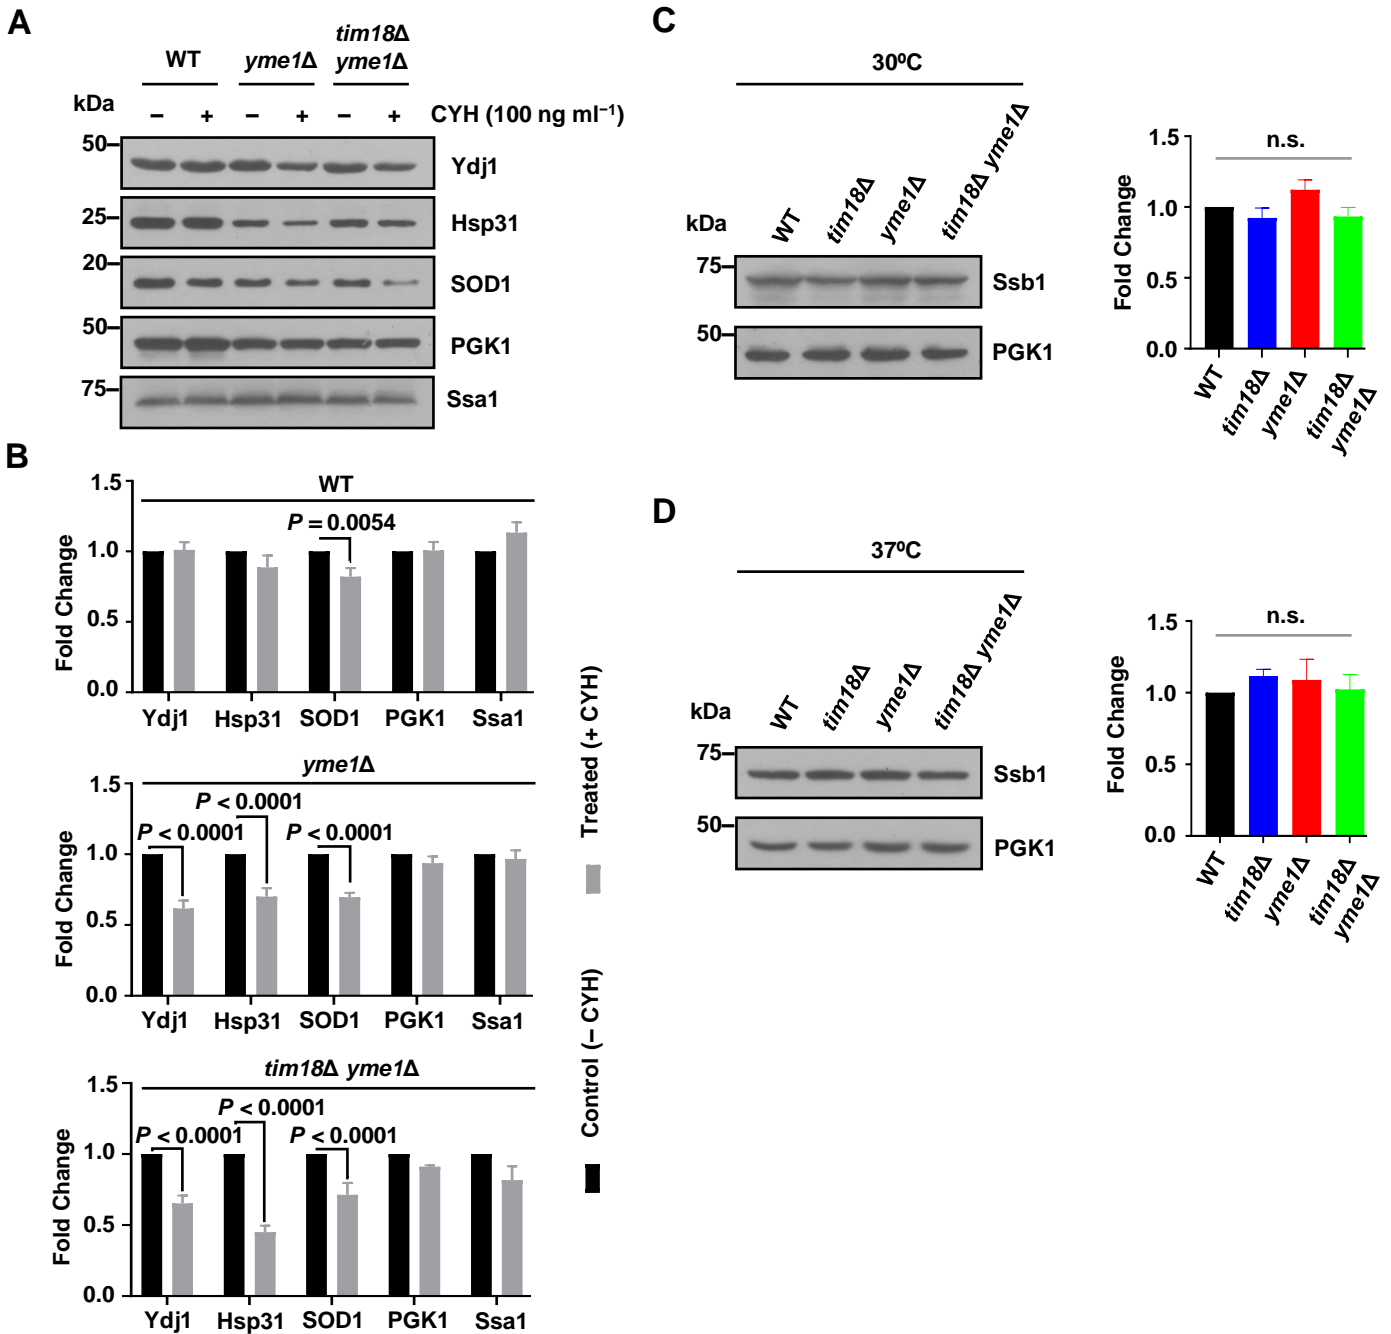 A
WT
yme1Δ
tim18Δ
yme1Δ
kDa
– + – + – + CYH (100 ng ml⁻¹)
50
Ydj1
25
Hsp31
20
SOD1
50
PGK1
75
Ssa1
B
WT
Fold Change
1.5
1.0
0.5
0.0
P = 0.0054
Ydj1 Hsp31 SOD1 PGK1 Ssa1
yme1Δ
Fold Change
1.5
1.0
0.5
0.0
P < 0.0001
P < 0.0001
P < 0.0001
Ydj1 Hsp31 SOD1 PGK1 Ssa1
tim18Δ yme1Δ
Fold Change
1.5
1.0
0.5
0.0
P < 0.0001
P < 0.0001
P < 0.0001
Ydj1 Hsp31 SOD1 PGK1 Ssa1
Control (– CYH)
Treated (+ CYH)
C
30ºC
kDa
WT
tim18Δ
yme1Δ
tim18Δ yme1Δ
75
Ssb1
50
PGK1
Fold Change
1.5
1.0
0.5
0.0
n.s.
WT
tim18Δ
yme1Δ
tim18Δ
yme1Δ
D
37ºC
kDa
WT
tim18Δ
yme1Δ
tim18Δ yme1Δ
75
Ssb1
50
PGK1
Fold Change
1.5
1.0
0.5
0.0
n.s.
WT
tim18Δ
yme1Δ
tim18Δ
yme1Δ